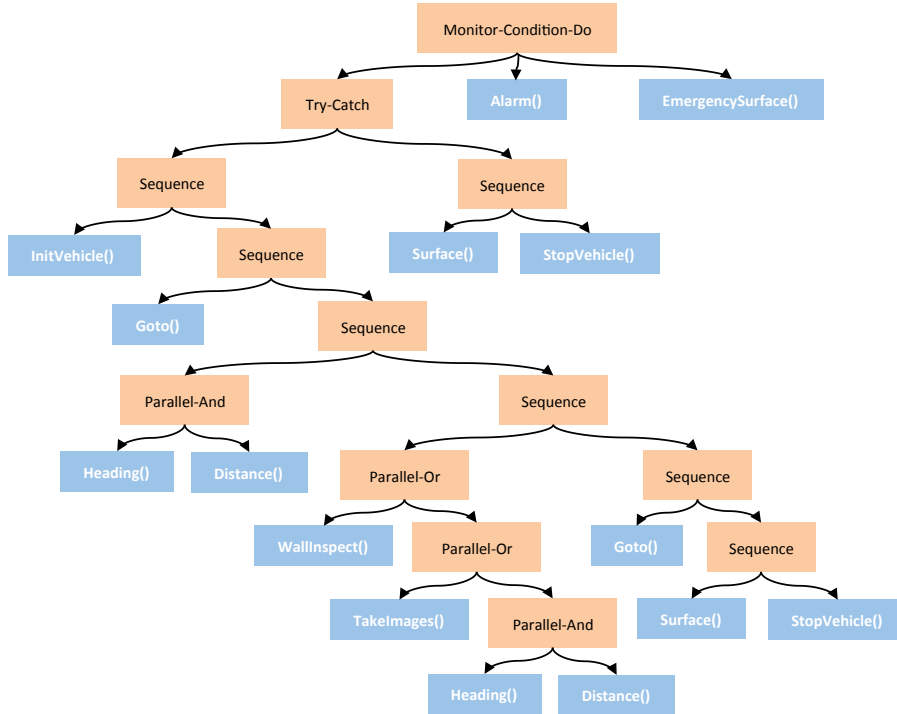 Monitor-Condition-Do
Try-Catch
Alarm()
EmergencySurface()
Sequence
Sequence
InitVehicle()
Sequence
Surface()
StopVehicle()
Goto()
Sequence
Parallel-And
Sequence
Heading()
Distance()
Parallel-Or
Sequence
WallInspect()
Parallel-Or
Goto()
Sequence
TakeImages()
Parallel-And
Surface()
StopVehicle()
Heading()
Distance()